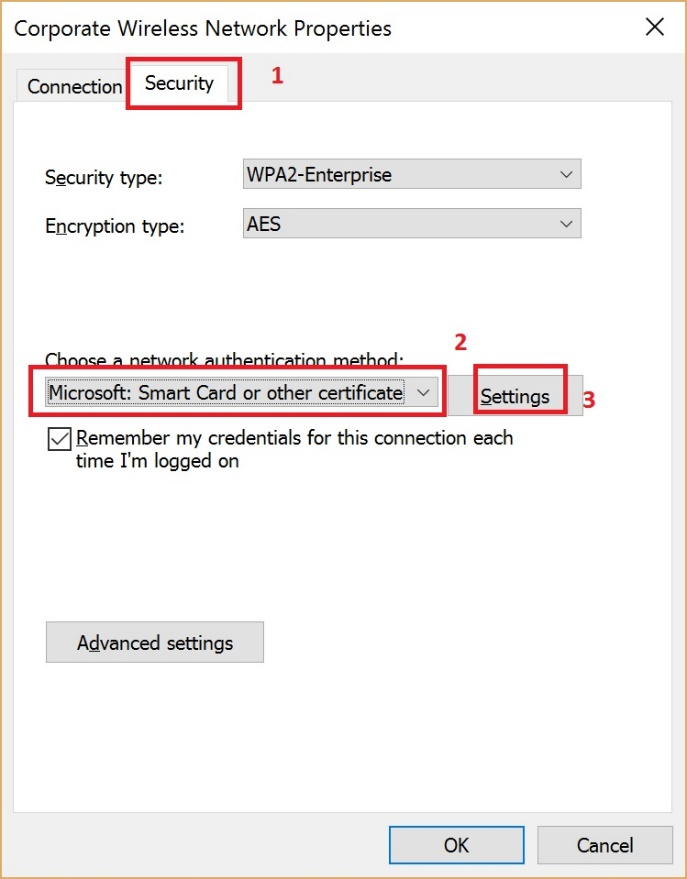 Corporate Wireless Network Properties
Connection
Security
1
Security type:
WPA2-Enterprise
Encryption type:
AES
Choose a network authentication method:
2
Microsoft: Smart Card or other certificate
Settings
3
Remember my credentials for this connection each
time I'm logged on
Advanced settings
OK
Cancel